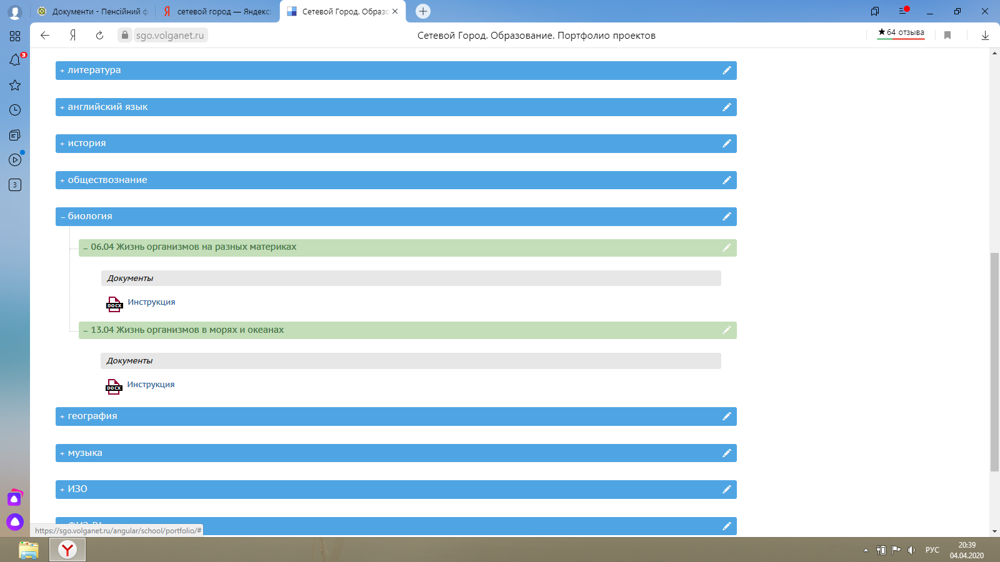 Документи - Пенсійний ф
сетевой город — Яндекс:
Сетевой Город. Образо
sgo.volganet.ru
Сетевой Город. Образование. Портфолио проектов
★64 отзыва
3
3
+ литература
+ английский язык
+ история
+ обществознание
– биология
– 06.04 Жизнь организмов на разных материках
Документы
DOCX Инструкция
– 13.04 Жизнь организмов в морях и океанах
Документы
DOCX Инструкция
+ география
+ музыка
+ ИЗО
https://sgo.volganet.ru/angular/school/portfolio/#
РУС
20:39
04.04.2020